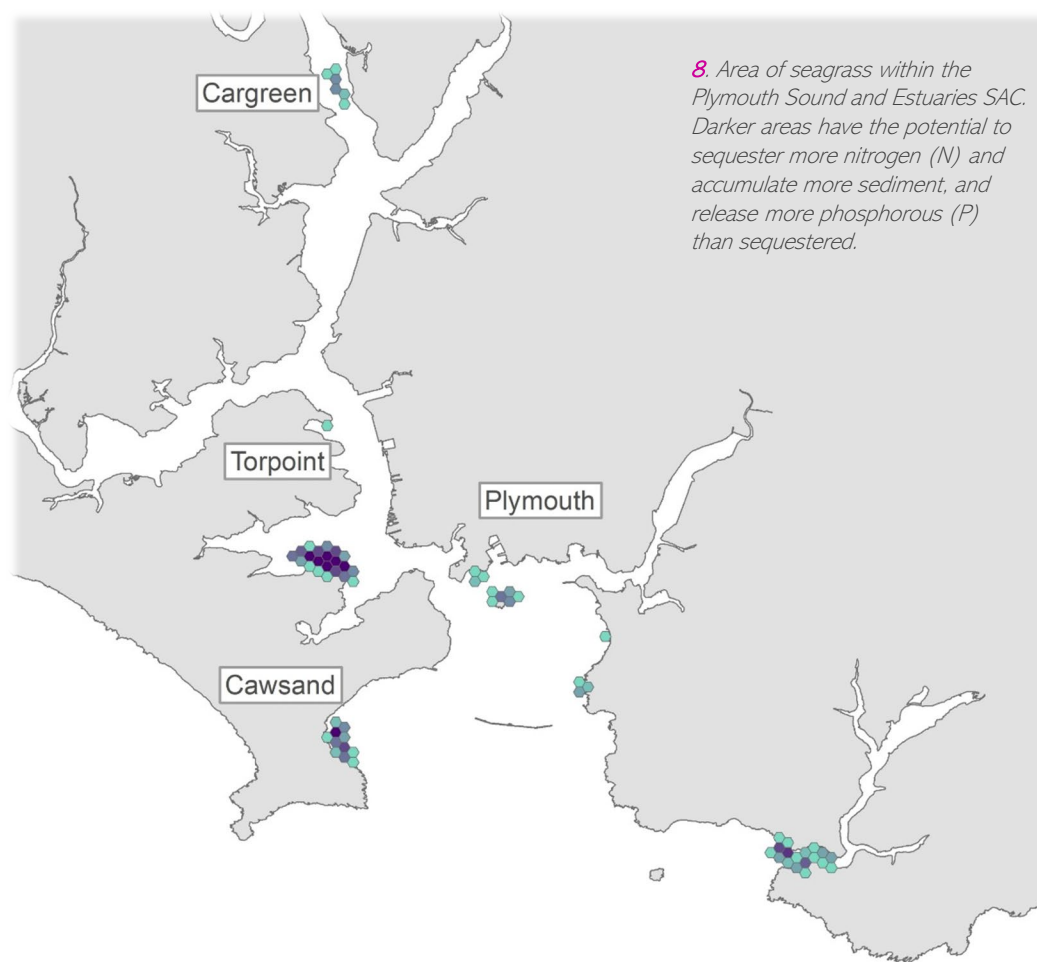 Cargreen
8. Area of seagrass within the
Plymouth Sound and Estuaries SAC.
Darker areas have the potential to
sequester more nitrogen (N) and
accumulate more sediment, and
release more phosphorous (P)
than sequestered.
Torpoint
Plymouth
Cawsand